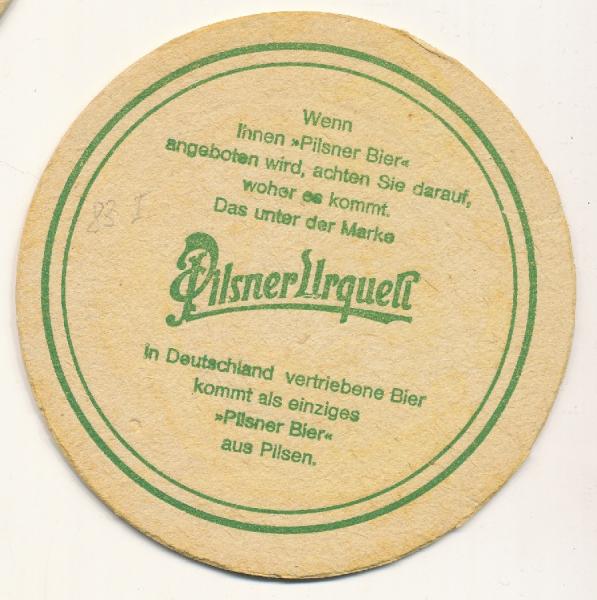 Wenn
Ihnen »Pilsner Bier«
angeboten wird, achten Sie darauf,
woher es kommt.
Das unter der Marke
Pilsner Urquell
in Deutschland vertriebene Bier
kommt als einziges
»Pilsner Bier«
aus Pilsen.
83 I